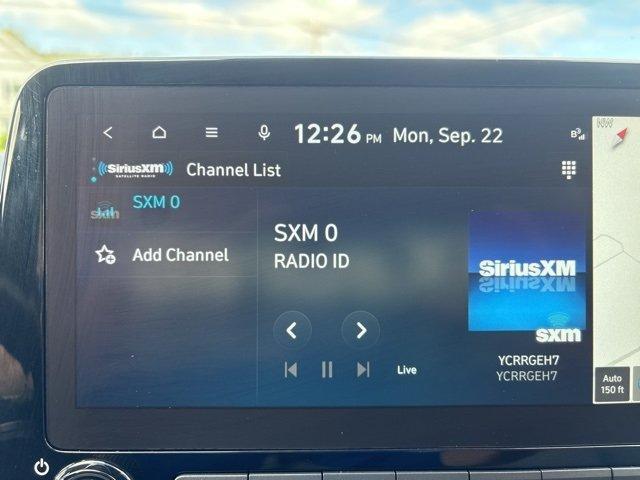 12:26 PM Mon, Sep. 22
NW
SiriusXM
SATELLITE RADIO
Channel List
sxm
SXM 0
Add Channel
SXM 0
RADIO ID
Live
SiriusXM
sxm
YCRRGEH7
YCRRGEH7
Auto
150 ft